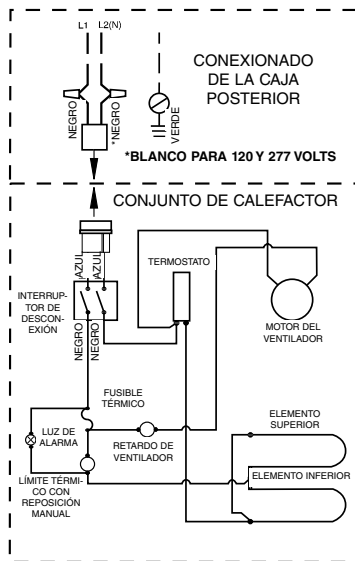 L1 L2(N)
CONEXIONADO
DE LA CAJA
POSTERIOR
NEGRO
*NEGRO
VERDE
*BLANCO PARA 120 Y 277 VOLTS
CONJUNTO DE CALEFACTOR
AZUL
AZUL
TERMOSTATO
INTERRUP-
TOR DE
DESCON-
EXIÓN
MOTOR DEL
VENTILADOR
NEGRO
NEGRO
FUSIBLE
TÉRMICO
LUZ DE
ALARMA
RETARDO DE
VENTILADOR
ELEMENTO
SUPERIOR
ELEMENTO INFERIOR
LÍMITE TÉRMI-
CO CON
REPOSICIÓN
MANUAL